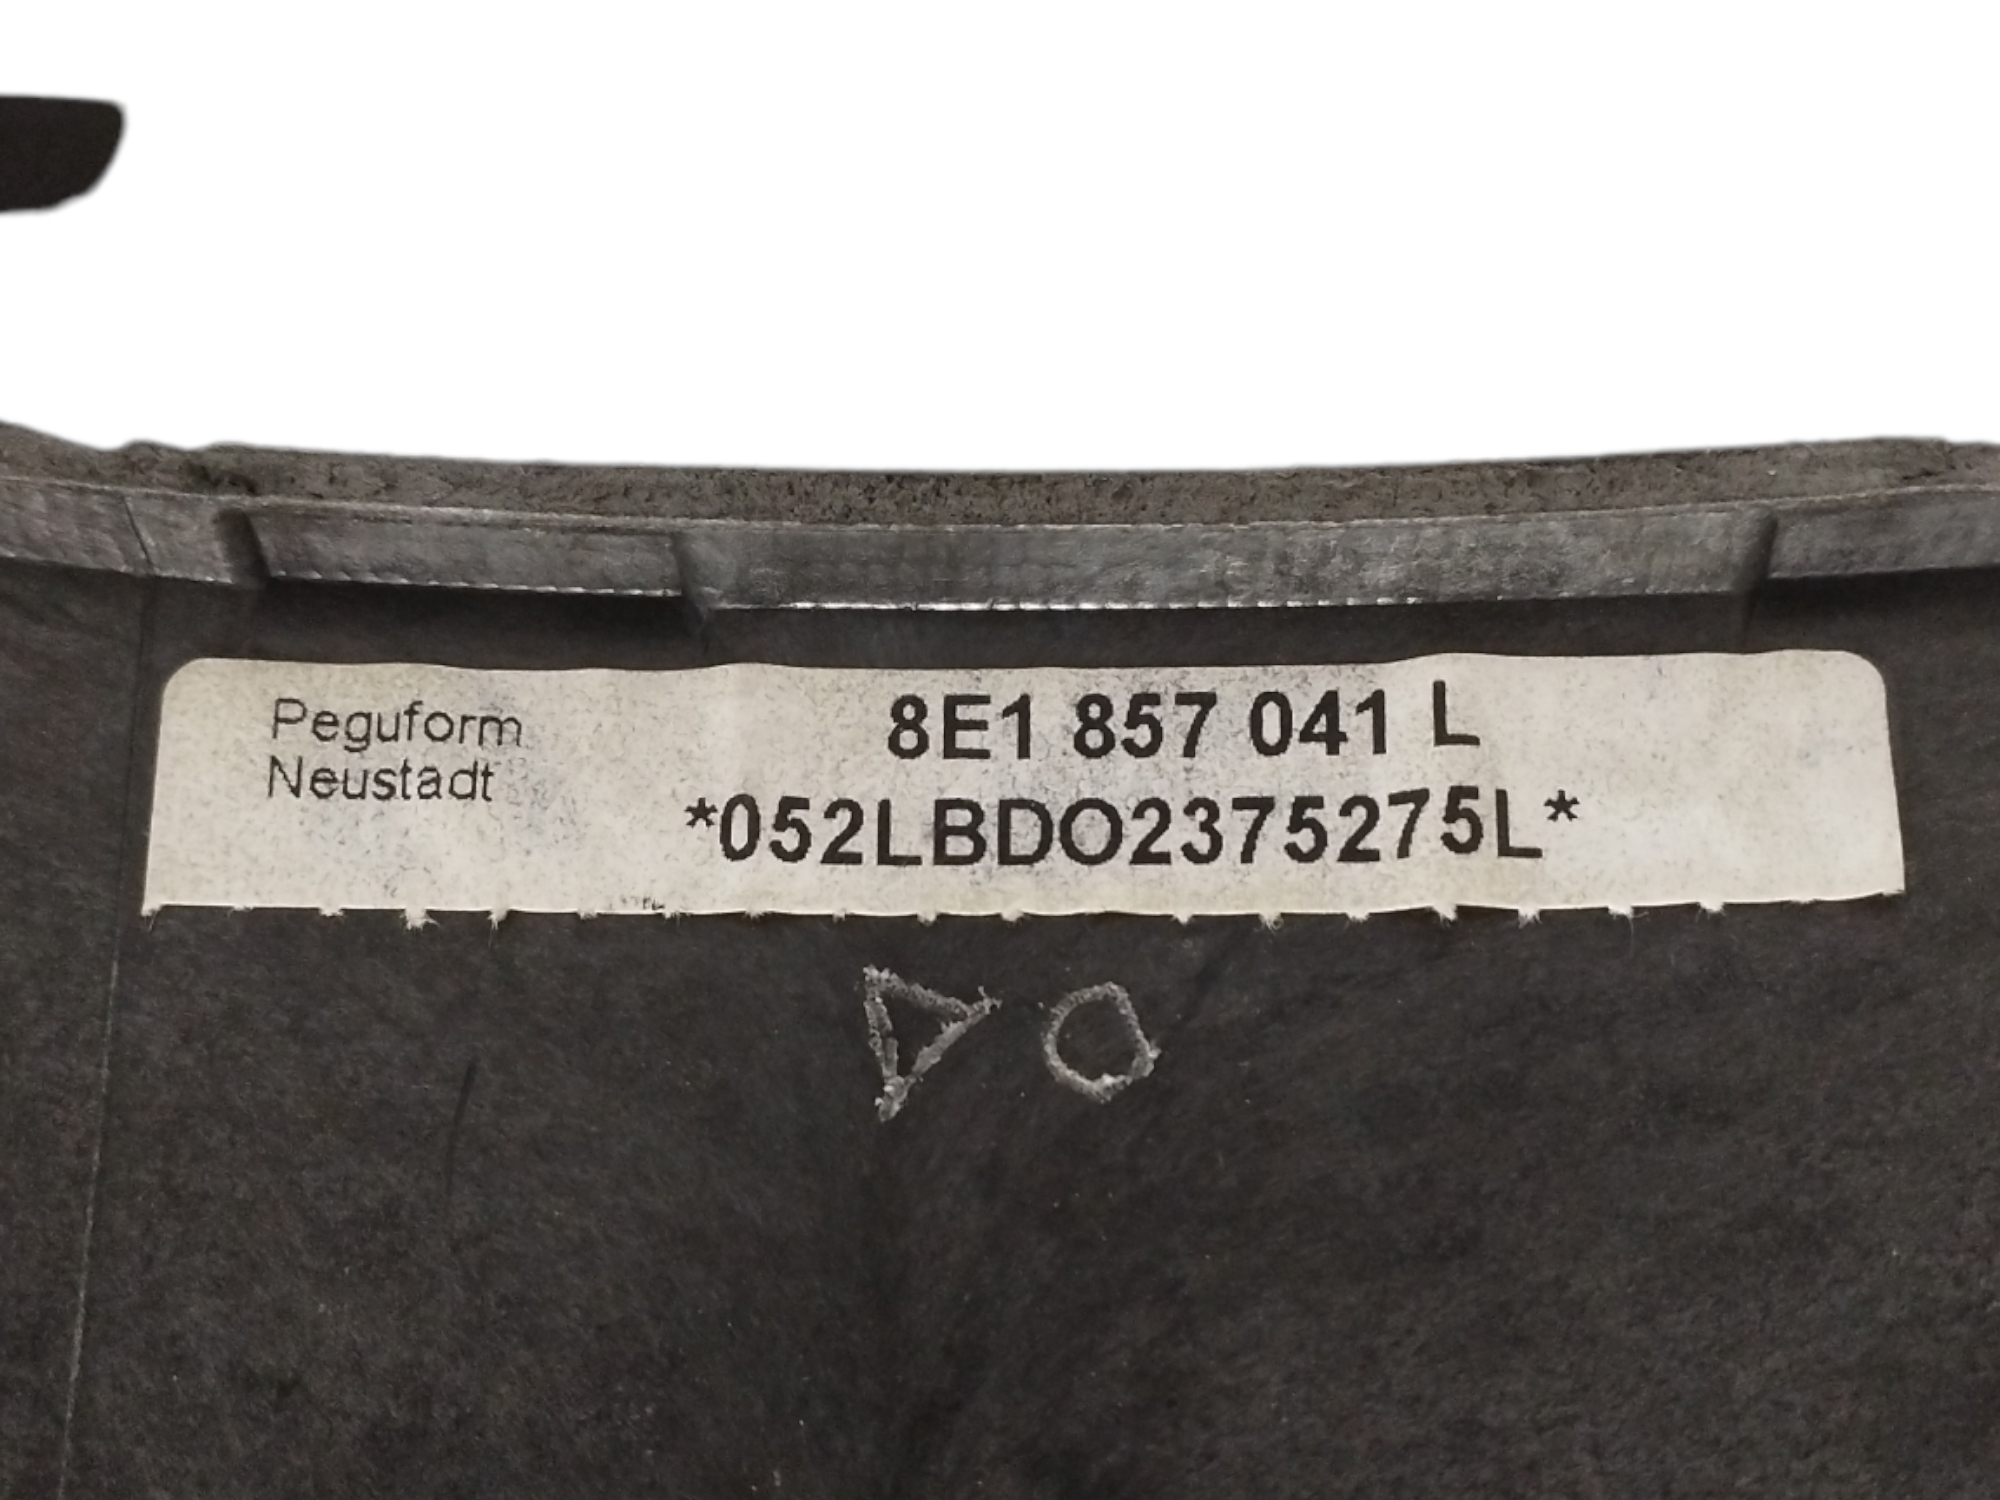 Peguform
Neustadt
8E1 857 041 L
*052LBDO2375275L*